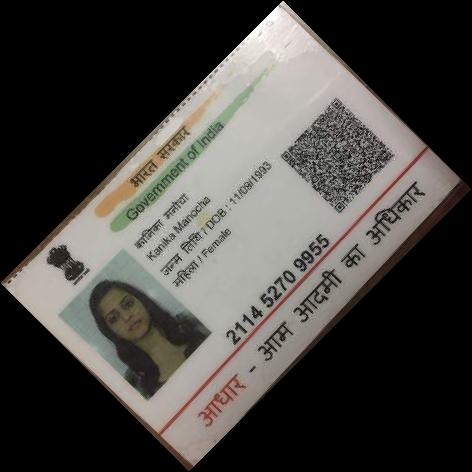 भारत सरकार
Government of India
कनिका मनोचा
Kanika Manocha
जन्म तिथि / DOB : 11/09/1993
महिला / Female
2114 5270 9955
आधार - आम आदमी का अधिकार